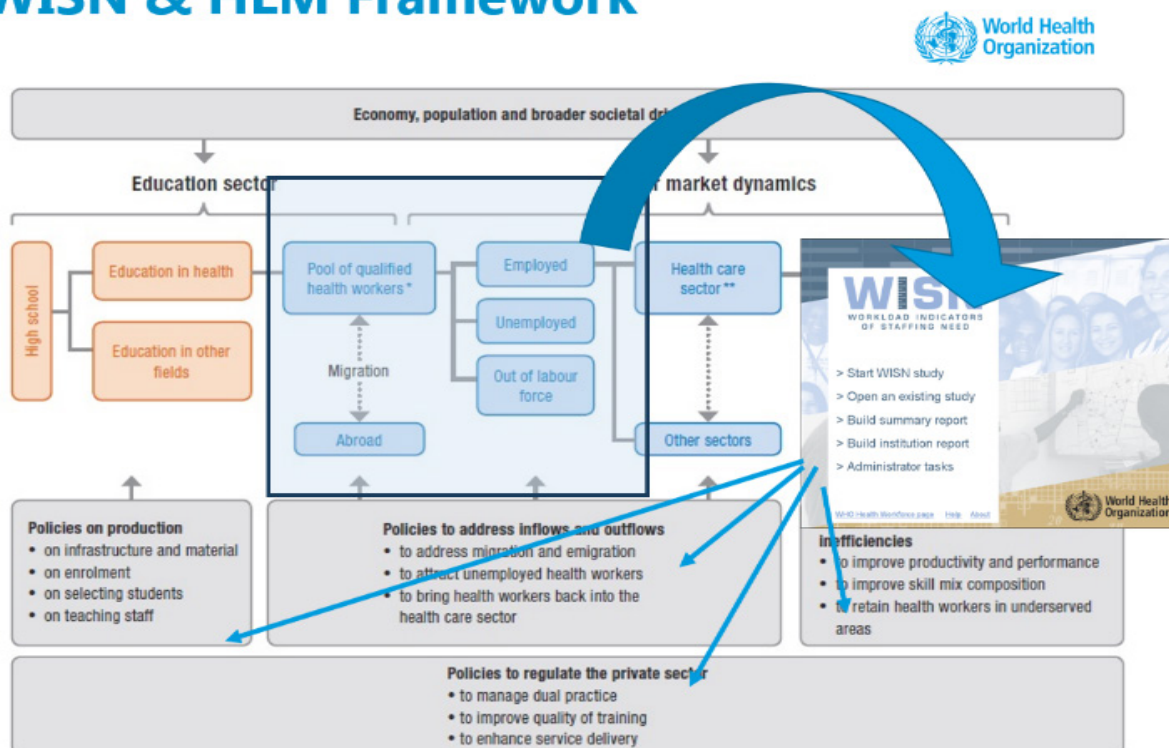 WISN & HLM Framework
World Health
Organization
Economy, population and broader societal
Education sector
market dynamics
High school
Education in health
Education in other
fields
Pool of qualified
health workers*
Migration
Abroad
Employed
Unemployed
Out of labour
force
Health care
sector**
Other sectors
WISN
WORKLOAD INDICATORS
OF STAFFING NEED
> Start WISN study
> Open an existing study
> Build summary report
> Build institution report
> Administrator tasks
WHO Health Workforce page Help About
World Health
Organization
Policies on production
• on infrastructure and material
• on enrolment
• on selecting students
• on teaching staff
Policies to address inflows and outflows
• to address migration and emigration
• to attract unemployed health workers
• to bring health workers back into the
health care sector
inefficiencies
• to improve productivity and performance
• to improve skill mix composition
• to retain health workers in underserved
areas
Policies to regulate the private sector
• to manage dual practice
• to improve quality of training
• to enhance service delivery